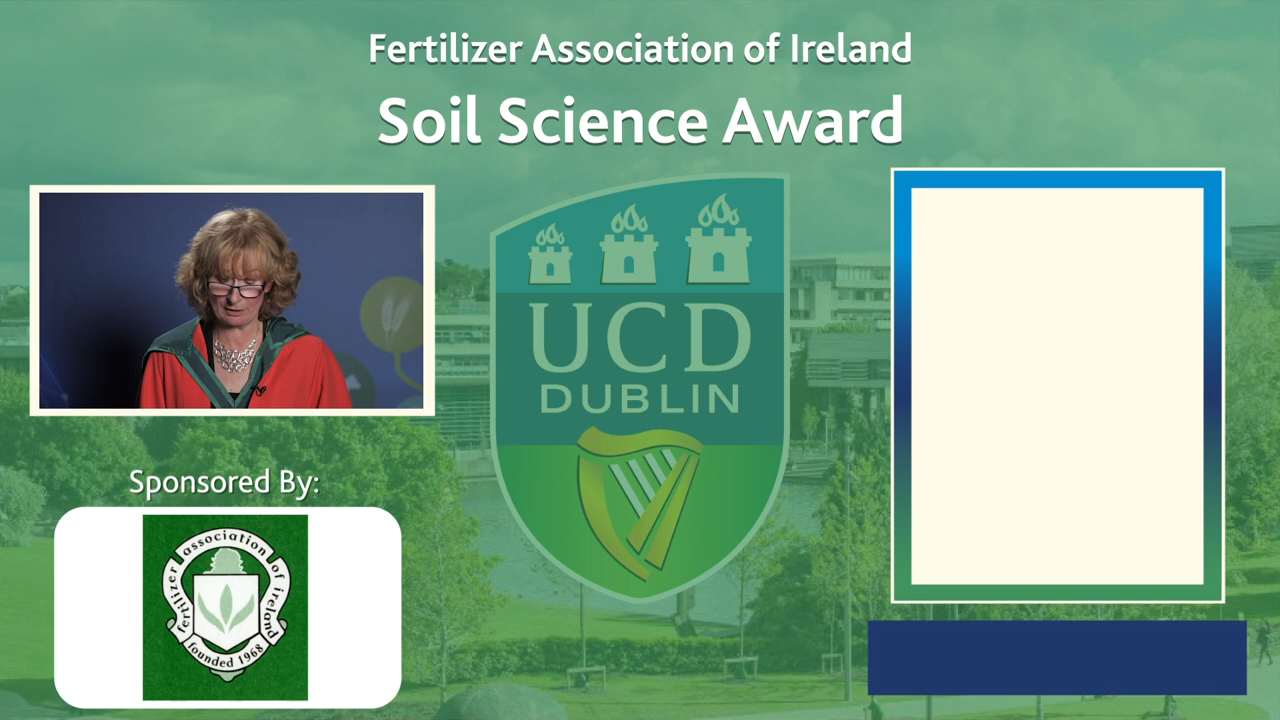 Fertilizer Association of Ireland
Soil Science Award
UCD
DUBLIN
Sponsored By:
fertilizer association of ireland
founded 1968